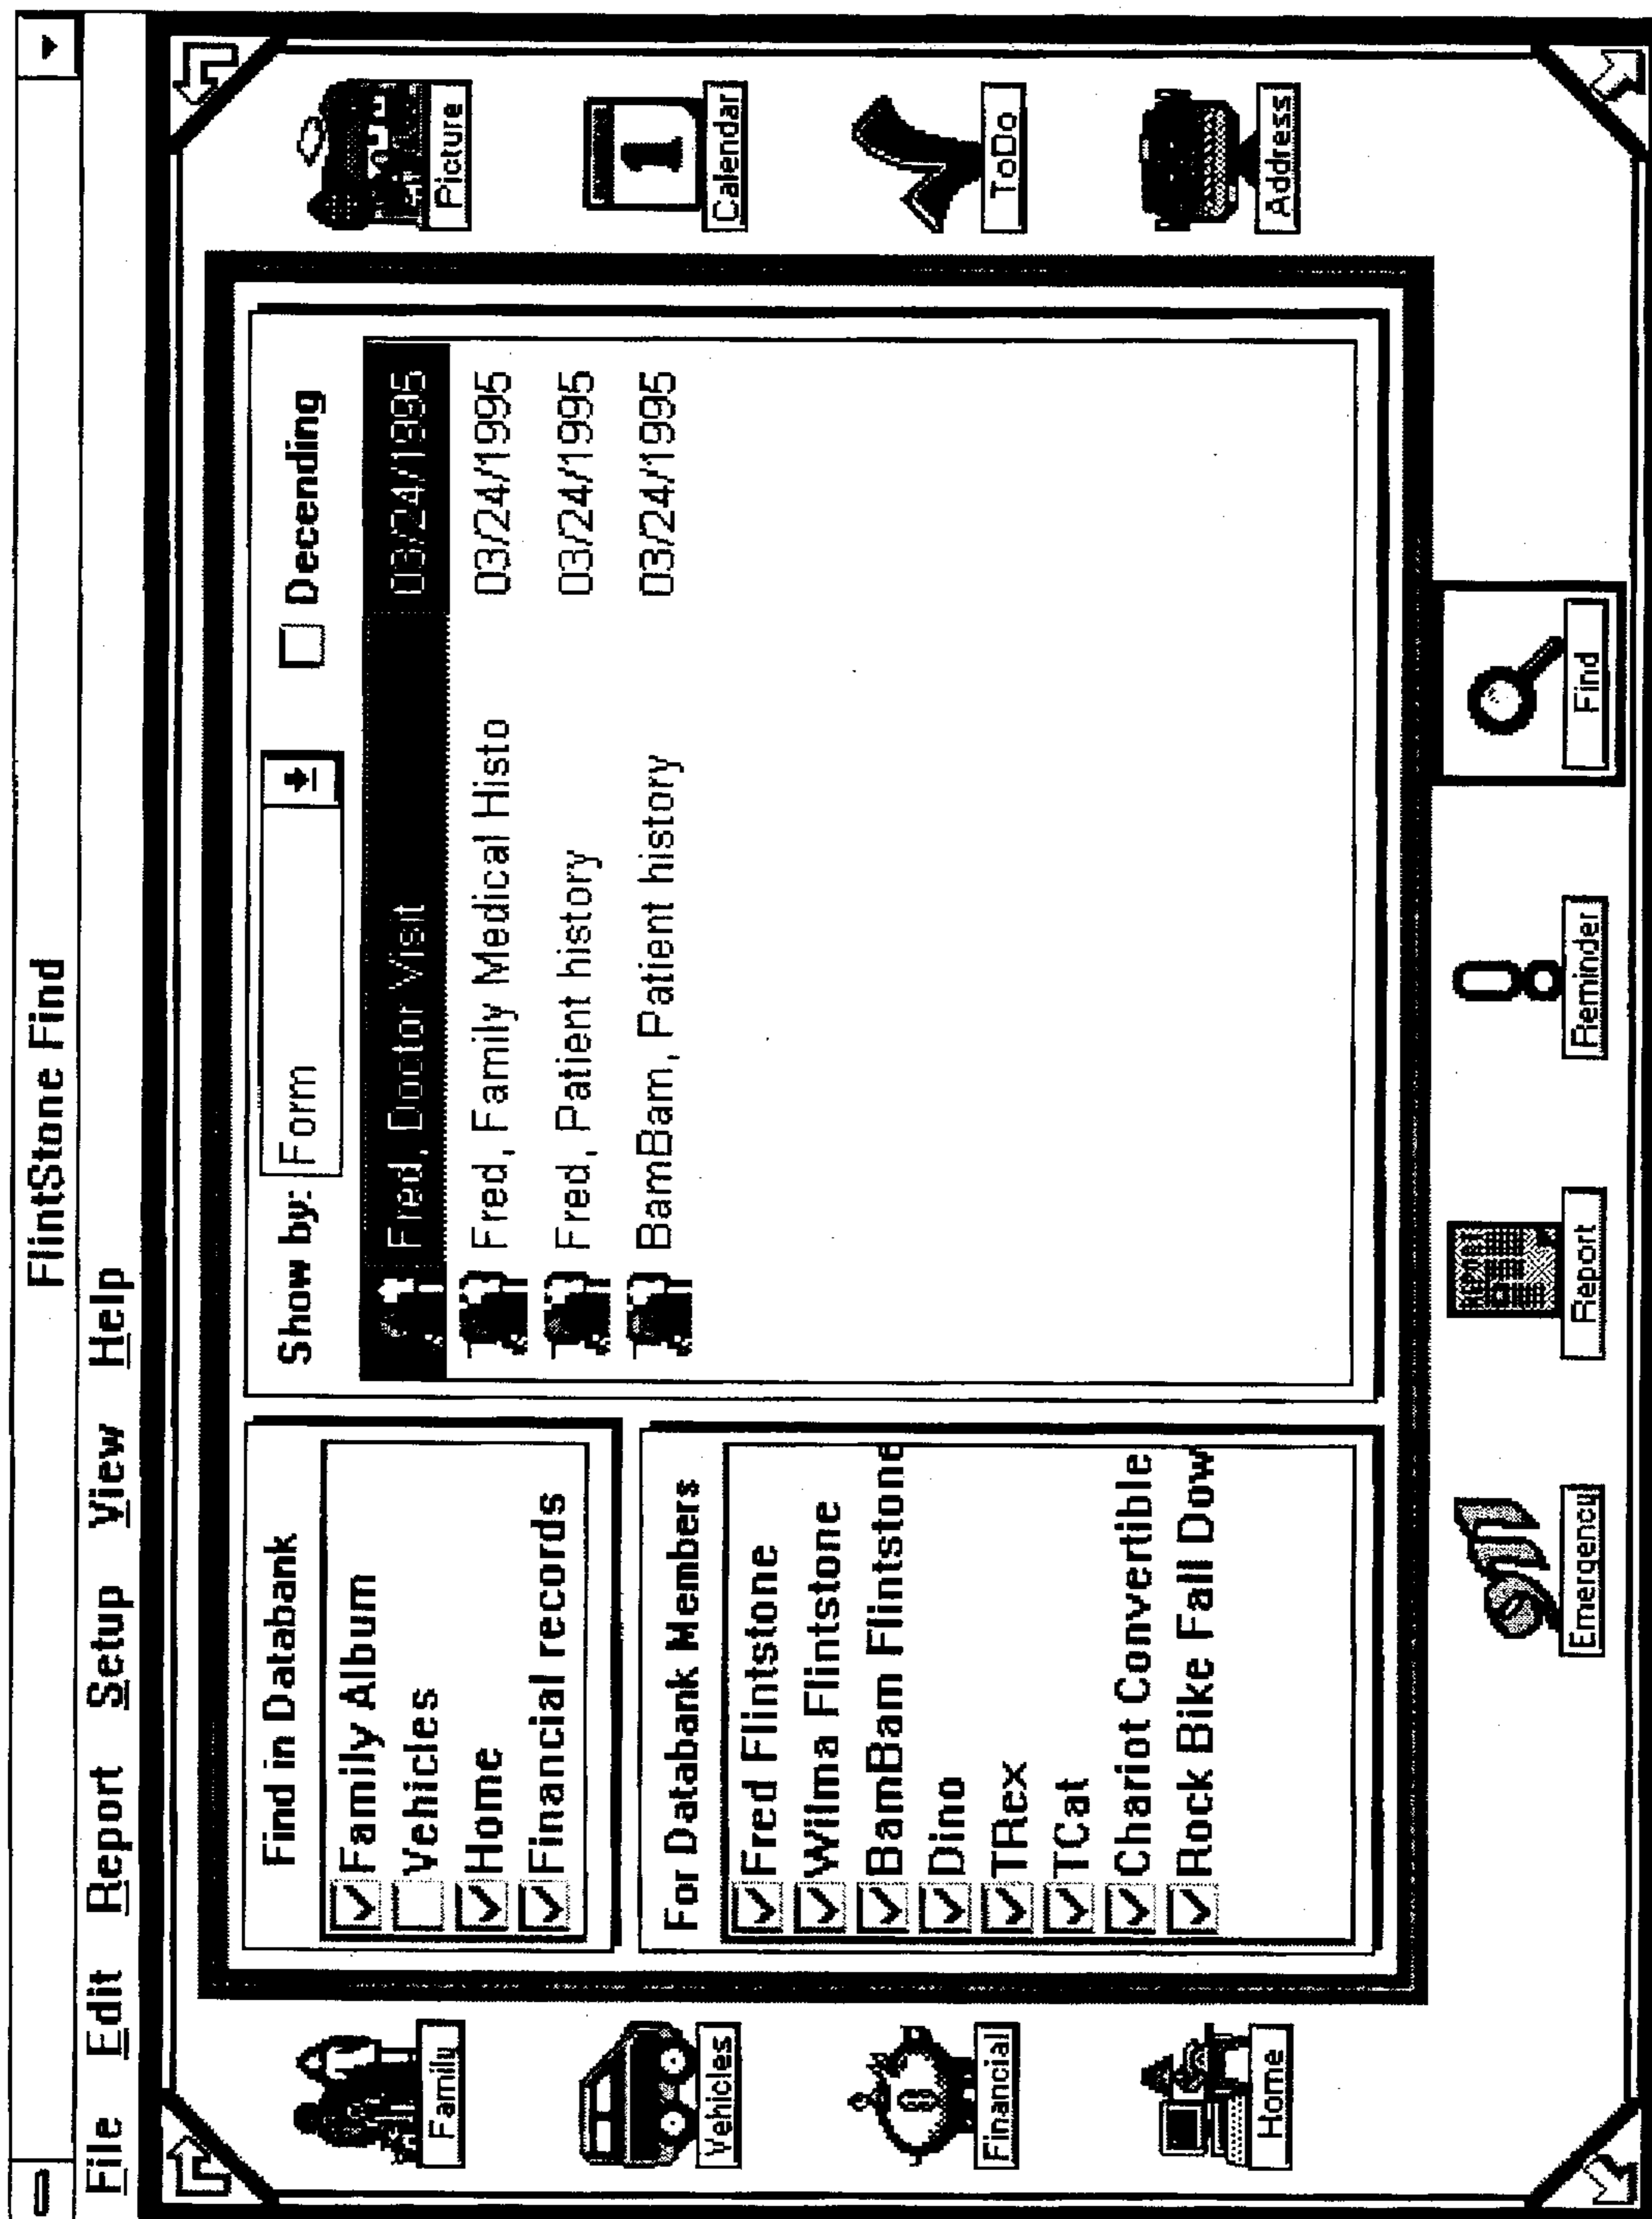 FlintStone Find
File Edit Report Setup View Help
Family
Vehicles
Financial
Home
Find in Databank
Family Album
Vehicles
Home
Financial records
For Databank Members
Fred Flintstone
Wilma Flintstone
BamBam Flintstone
Dino
TRex
TCat
Chariot Convertible
Rock Bike Fall Dow
Show by: Form Decending
Fred, Doctor Visit 03/24/1995
Fred, Family Medical Histo 03/24/1995
Fred, Patient history 03/24/1995
BamBam, Patient history 03/24/1995
Picture
1
Calendar
ToDo
Address
Emergency
REPORT
Report
Reminder
Find